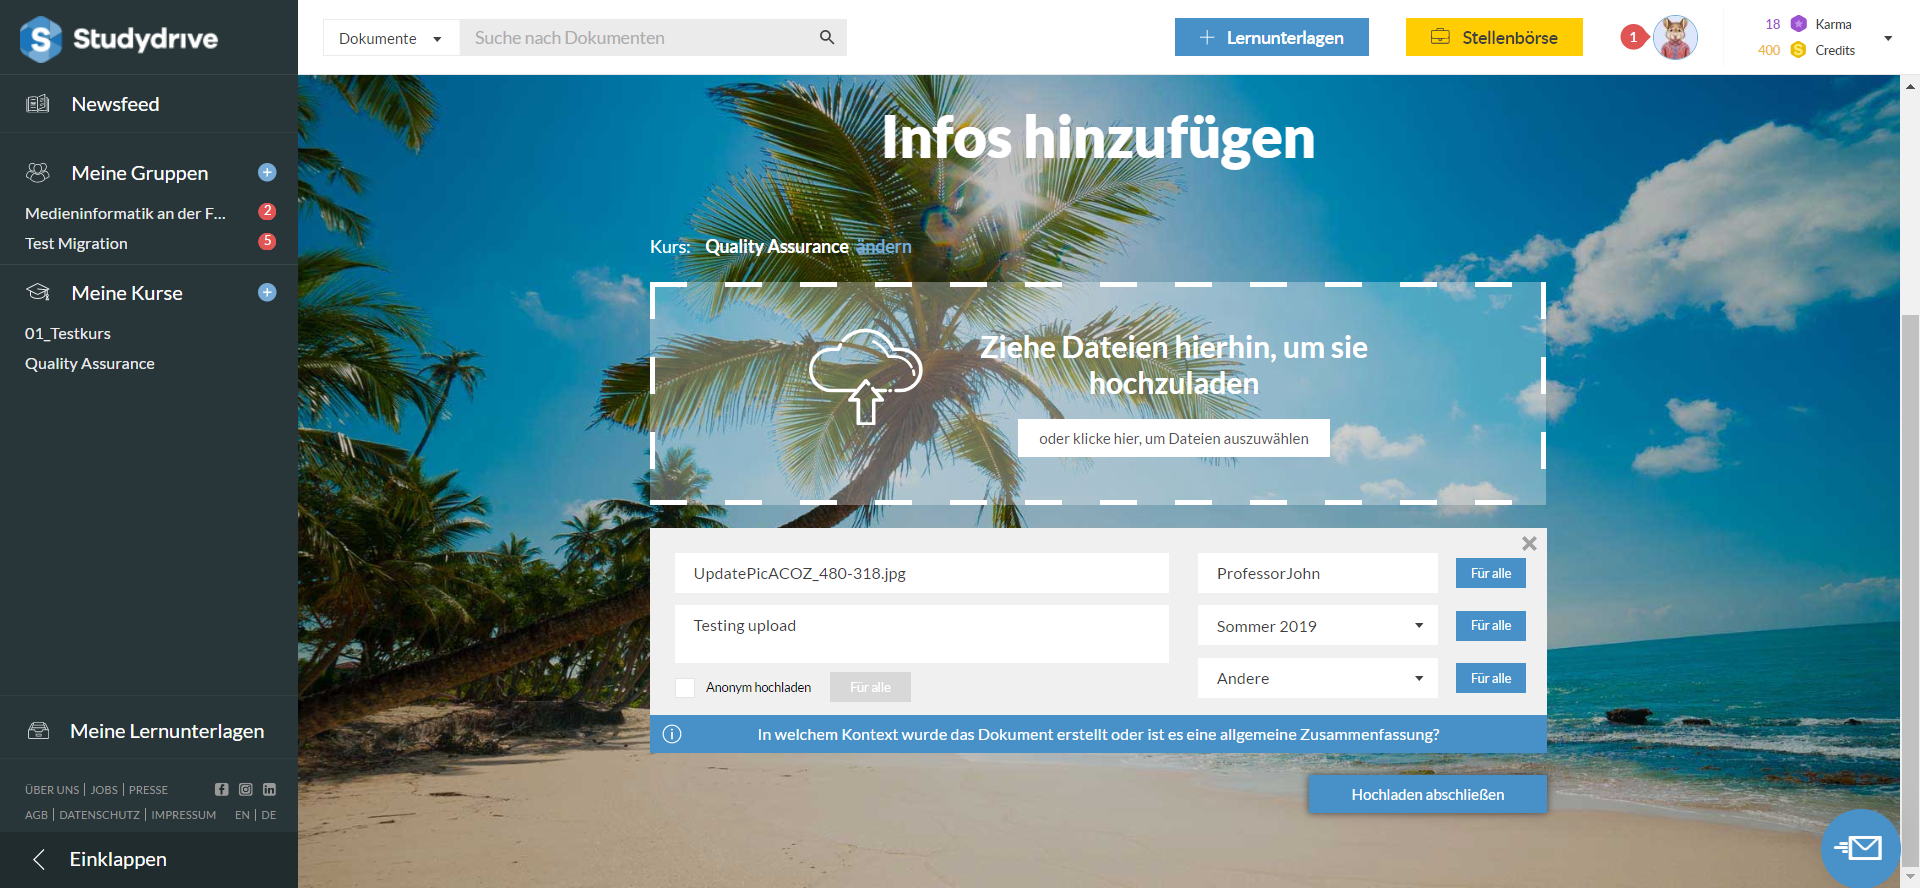 Studydrive
Dokumente
Suche nach Dokumenten
Lernunterlagen
Stellenbörse
1
18 Karma
400 Credits
Newsfeed
Meine Gruppen
Medieninformatik an der F... 2
Test Migration 5
Meine Kurse
01_Testkurs
Quality Assurance
Meine Lernunterlagen
ÜBER UNS | JOBS | PRESSE
AGB | DATENSCHUTZ | IMPRESSUM EN | DE
Einklappen
Infos hinzufügen
Kurs: Quality Assurance ändern
Ziehe Dateien hierhin, um sie
hochzuladen
oder klicke hier, um Dateien auszuwählen
UpdatePicACOZ_480-318.jpg
ProfessorJohn Für alle
Testing upload
Sommer 2019 Für alle
Andere Für alle
Anonym hochladen Für alle
In welchem Kontext wurde das Dokument erstellt oder ist es eine allgemeine Zusammenfassung?
Hochladen abschließen